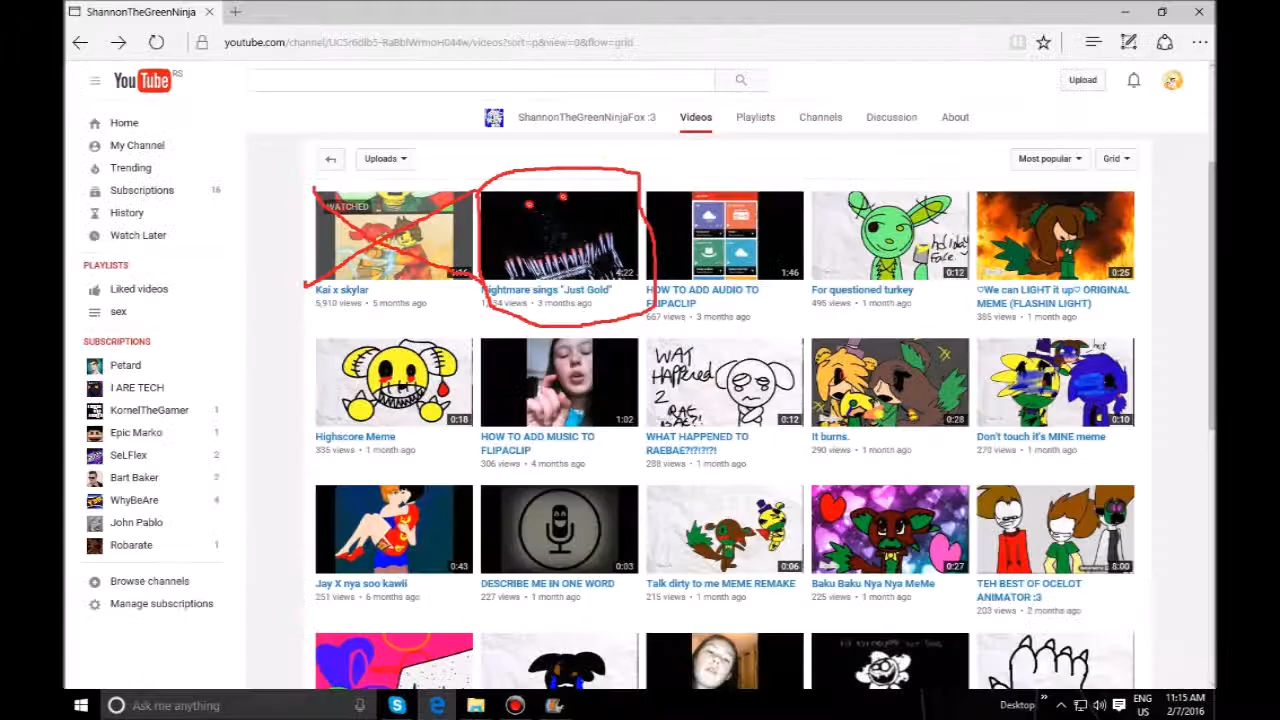 ShannonTheGreenNinja
youtube.com/channel/UC5r6dlb5-RaBblWrmoH044w/videos?sort=p&view=0&flow=grid
YouTube RS
Upload
ShannonTheGreenNinjaFox :3 Videos Playlists Channels Discussion About
Home
My Channel
Trending
Subscriptions 16
History
Watch Later
PLAYLISTS
Liked videos
sex
SUBSCRIPTIONS
Petard
I ARE TECH
KornelTheGamer 1
Epic Marko 1
SeLFlex 2
Bart Baker 2
WhyBeAre 4
John Pablo
Robarate 1
Browse channels
Manage subscriptions
Uploads Most popular Grid
WATCHED
4:22 1:46 holiday Face 0:12 0:25
Kai x skylar
5,910 views • 5 months ago
Nightmare sings "Just Gold"
views • 3 months ago
HOW TO ADD AUDIO TO
FLIPACLIP
667 views • 3 months ago
For questioned turkey
495 views • 1 month ago
♡We can LIGHT it up♡ ORIGINAL
MEME (FLASHIN LIGHT)
385 views • 1 month ago
WAT
HAPPered
2
RAE
0:18 1:02 0:12 0:28 0:10
Highscore Meme
335 views • 1 month ago
HOW TO ADD MUSIC TO
FLIPACLIP
306 views • 4 months ago
WHAT HAPPENED TO
RAEBAE?!?!?!?!
288 views • 1 month ago
It burns.
290 views • 1 month ago
Don't touch it's MINE meme
270 views • 1 month ago
0:43 0:03 0:06 0:27 8:00
Jay X nya soo kawii
251 views • 6 months ago
DESCRIBE ME IN ONE WORD
227 views • 1 month ago
Talk dirty to me MEME REMAKE
215 views • 1 month ago
Baku Baku Nya Nya MeMe
225 views • 1 month ago
TEH BEST OF OCELOT
ANIMATOR :3
203 views • 2 months ago
Ask me anything
Desktop
ENG
US
11:15 AM
2/7/2016